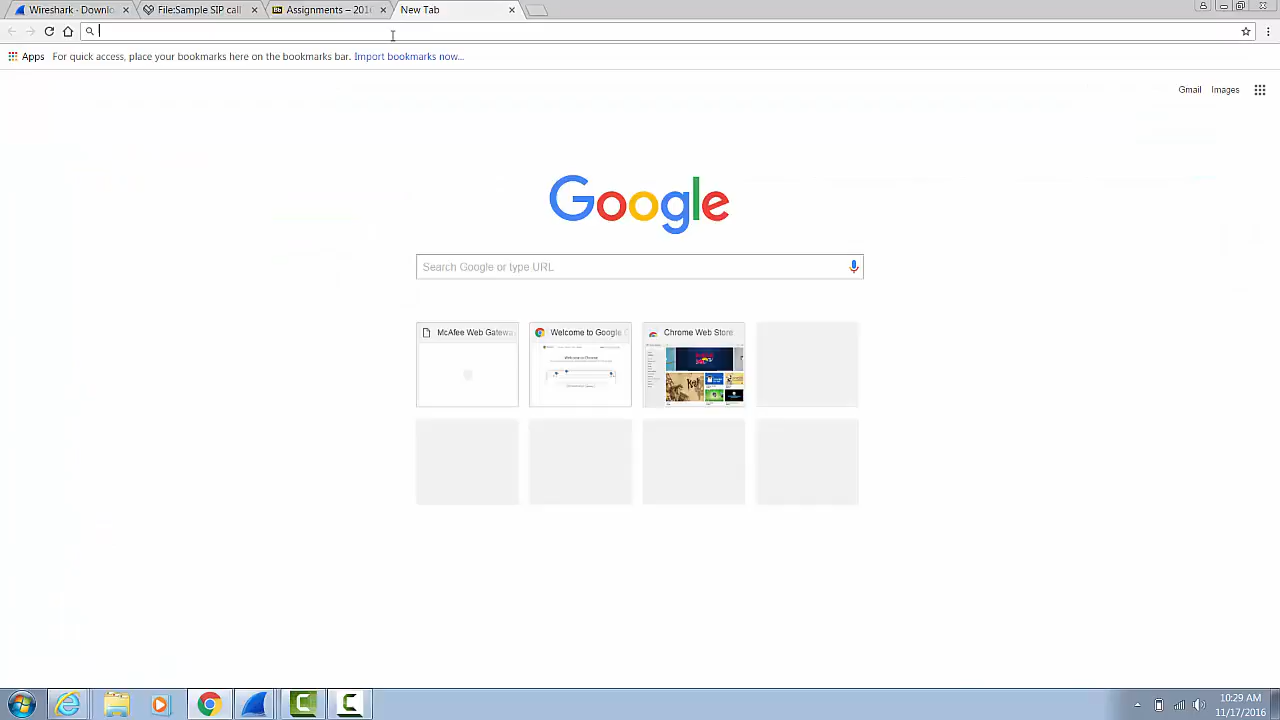 Wireshark · Downlo
File:Sample SIP call
Bb Assignments – 201
New Tab
Apps
For quick access, place your bookmarks here on the bookmarks bar. Import bookmarks now...
Gmail
Images
Google
Search Google or type URL
McAfee Web Gatew
Welcome to Google
Chrome Web Store
10:29 AM
11/17/2016